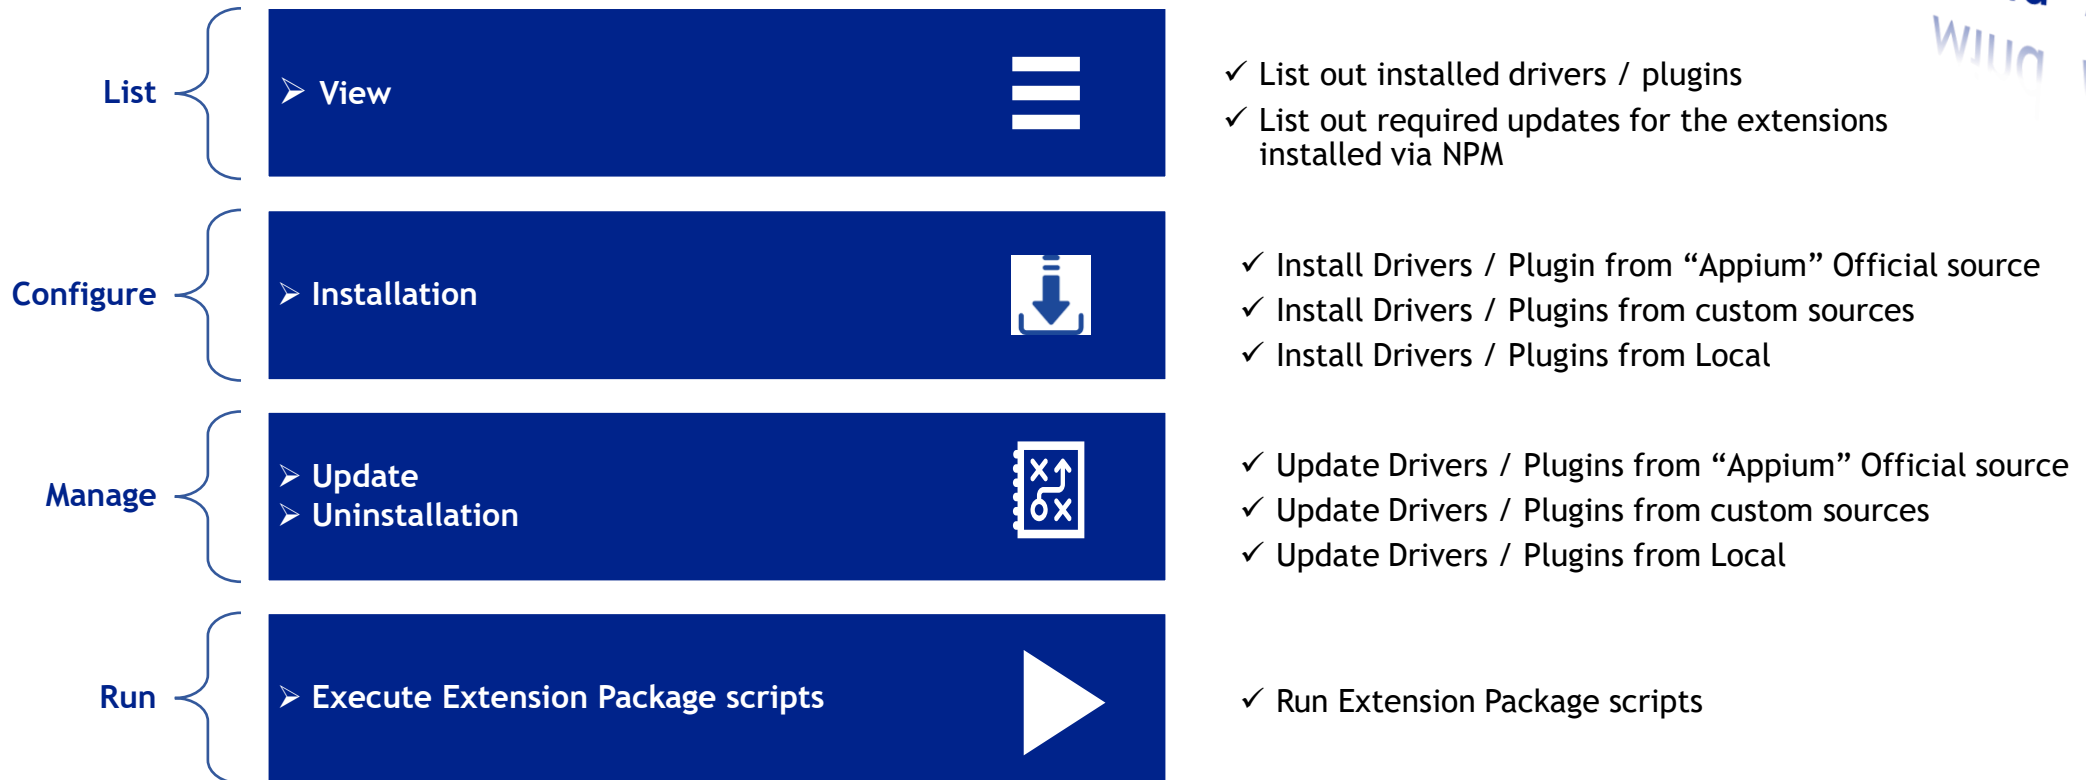 List
➢ View
✓ List out installed drivers / plugins
✓ List out required updates for the extensions
installed via NPM
Configure
➢ Installation
✓ Install Drivers / Plugin from “Appium” Official source
✓ Install Drivers / Plugins from custom sources
✓ Install Drivers / Plugins from Local
Manage
➢ Update
➢ Uninstallation
✓ Update Drivers / Plugins from “Appium” Official source
✓ Update Drivers / Plugins from custom sources
✓ Update Drivers / Plugins from Local
Run
➢ Execute Extension Package scripts
✓ Run Extension Package scripts